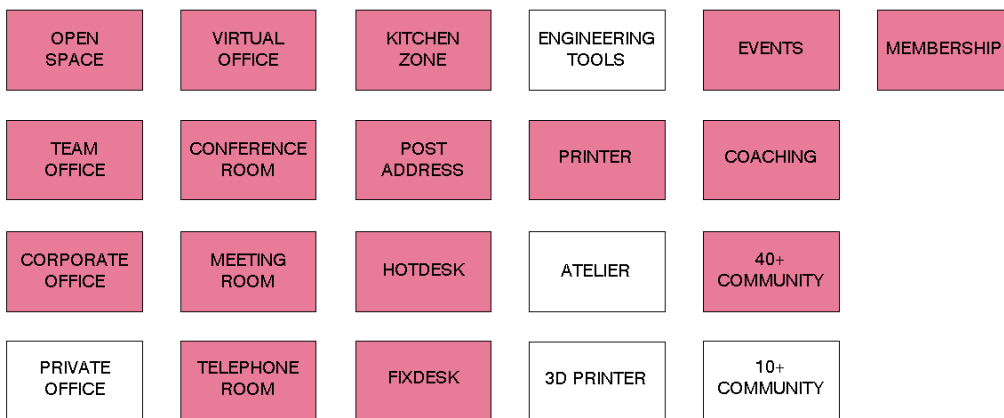 OPEN
SPACE
VIRTUAL
OFFICE
KITCHEN
ZONE
ENGINEERING
TOOLS
EVENTS
MEMBERSHIP
TEAM
OFFICE
CONFERENCE
ROOM
POST
ADDRESS
PRINTER
COACHING
CORPORATE
OFFICE
MEETING
ROOM
HOTDESK
ATELIER
40+
COMMUNITY
PRIVATE
OFFICE
TELEPHONE
ROOM
FIXDESK
3D PRINTER
10+
COMMUNITY